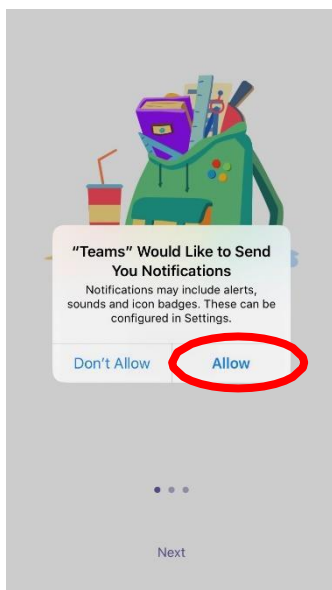 “Teams” Would Like to Send
You Notifications
Notifications may include alerts,
sounds and icon badges. These can be
configured in Settings.
Don’t Allow
Allow
Next